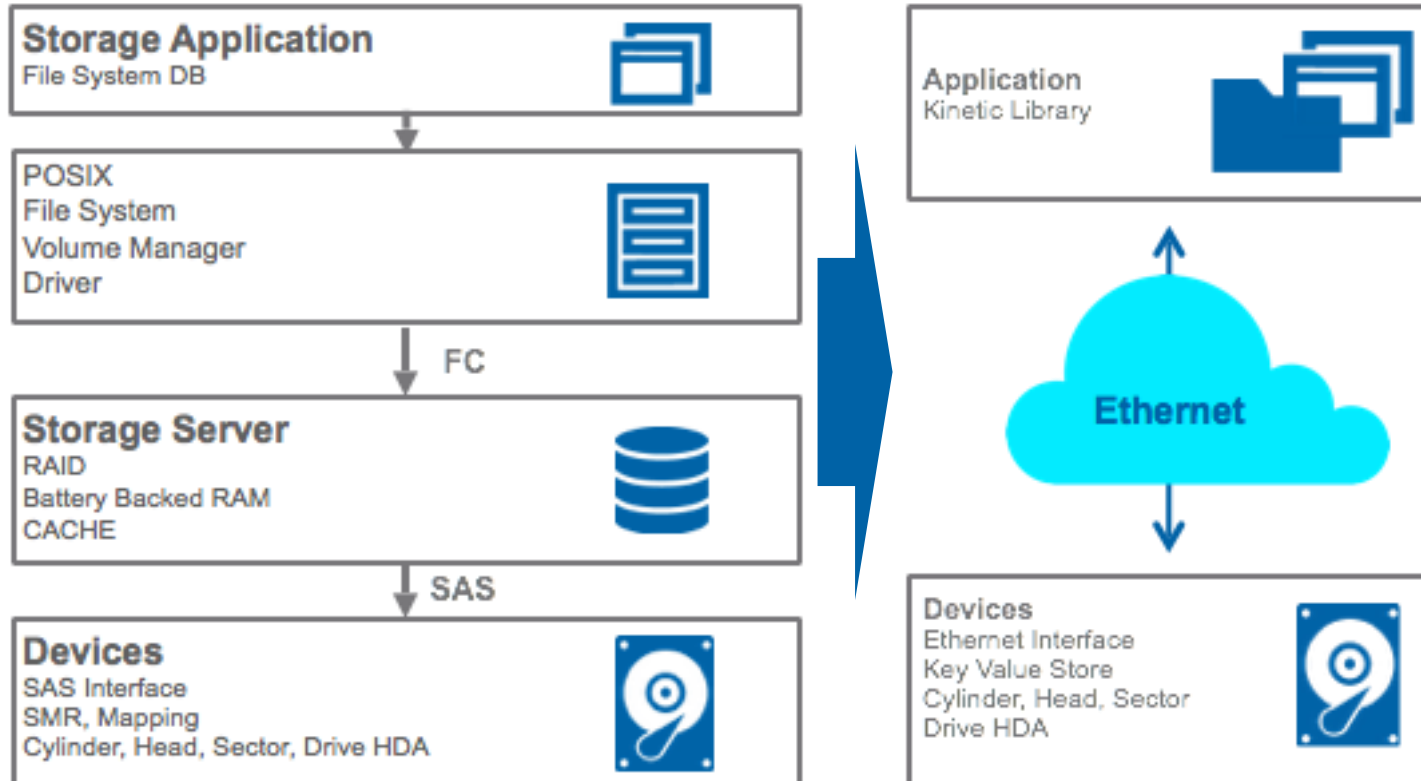 Storage Application
File System DB
POSIX
File System
Volume Manager
Driver
FC
Storage Server
RAID
Battery Backed RAM
CACHE
SAS
Devices
SAS Interface
SMR, Mapping
Cylinder, Head, Sector, Drive HDA
Application
Kinetic Library
Ethernet
Devices
Ethernet Interface
Key Value Store
Cylinder, Head, Sector
Drive HDA